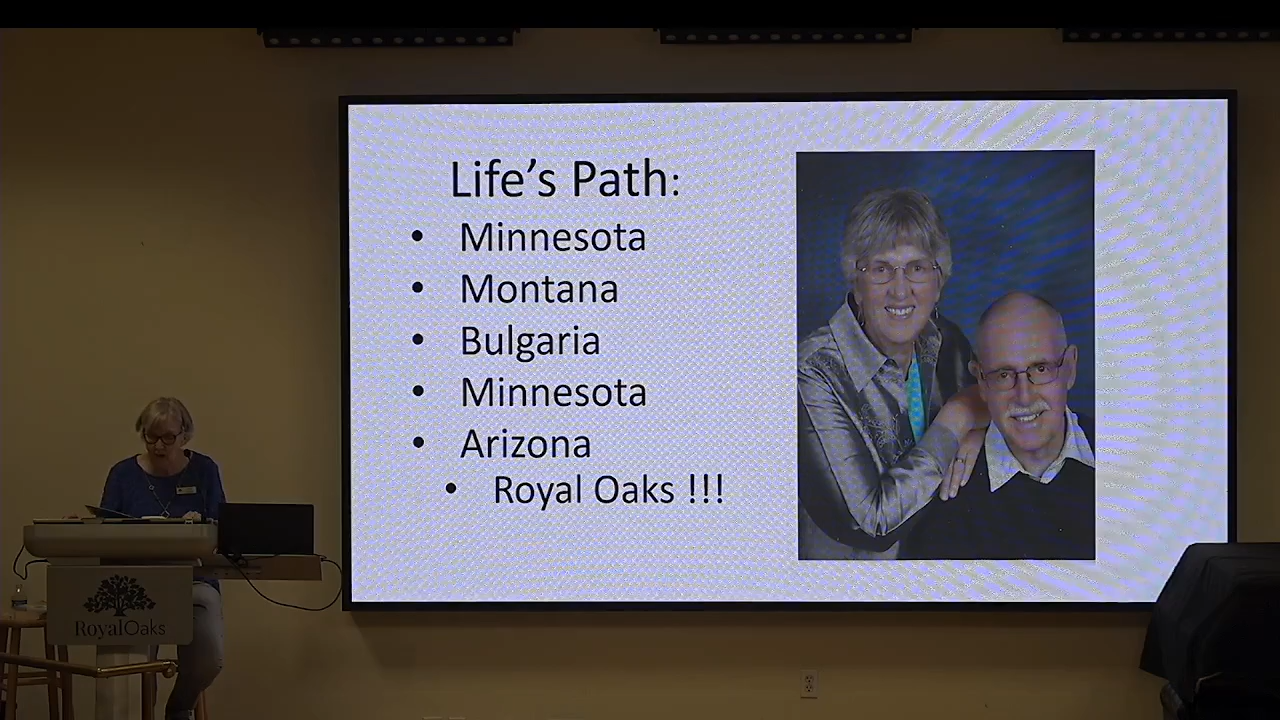 Life's Path:
• Minnesota
• Montana
• Bulgaria
• Minnesota
• Arizona
• Royal Oaks !!!
RoyalOaks